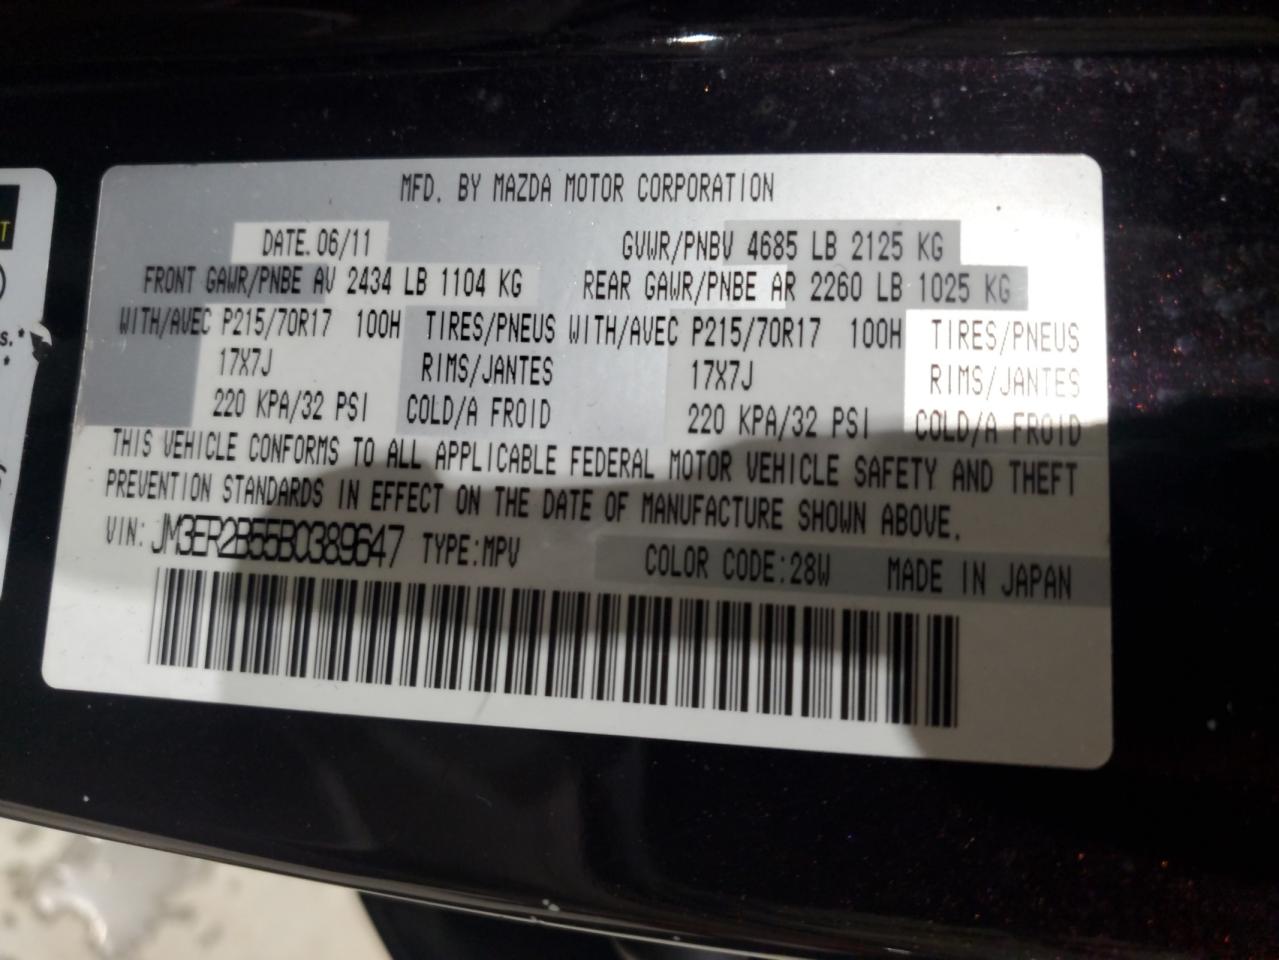 MFD. BY MAZDA MOTOR CORPORATION
DATE. 06/11 GVWR/PNBV 4685 LB 2125 KG
FRONT GAWR/PNBE AV 2434 LB 1104 KG REAR GAWR/PNBE AR 2260 LB 1025 KG
WITH/AVEC P215/70R17 100H TIRES/PNEUS WITH/AVEC P215/70R17 100H TIRES/PNEUS
17X7J RIMS/JANTES 17X7J RIMS/JANTES
220 KPA/32 PSI COLD/A FROID 220 KPA/32 PSI COLD/A FROID
THIS VEHICLE CONFORMS TO ALL APPLICABLE FEDERAL MOTOR VEHICLE SAFETY AND THEFT
PREVENTION STANDARDS IN EFFECT ON THE DATE OF MANUFACTURE SHOWN ABOVE.
VIN: JM3ER2B55B0389647 TYPE:MPV COLOR CODE:28W MADE IN JAPAN